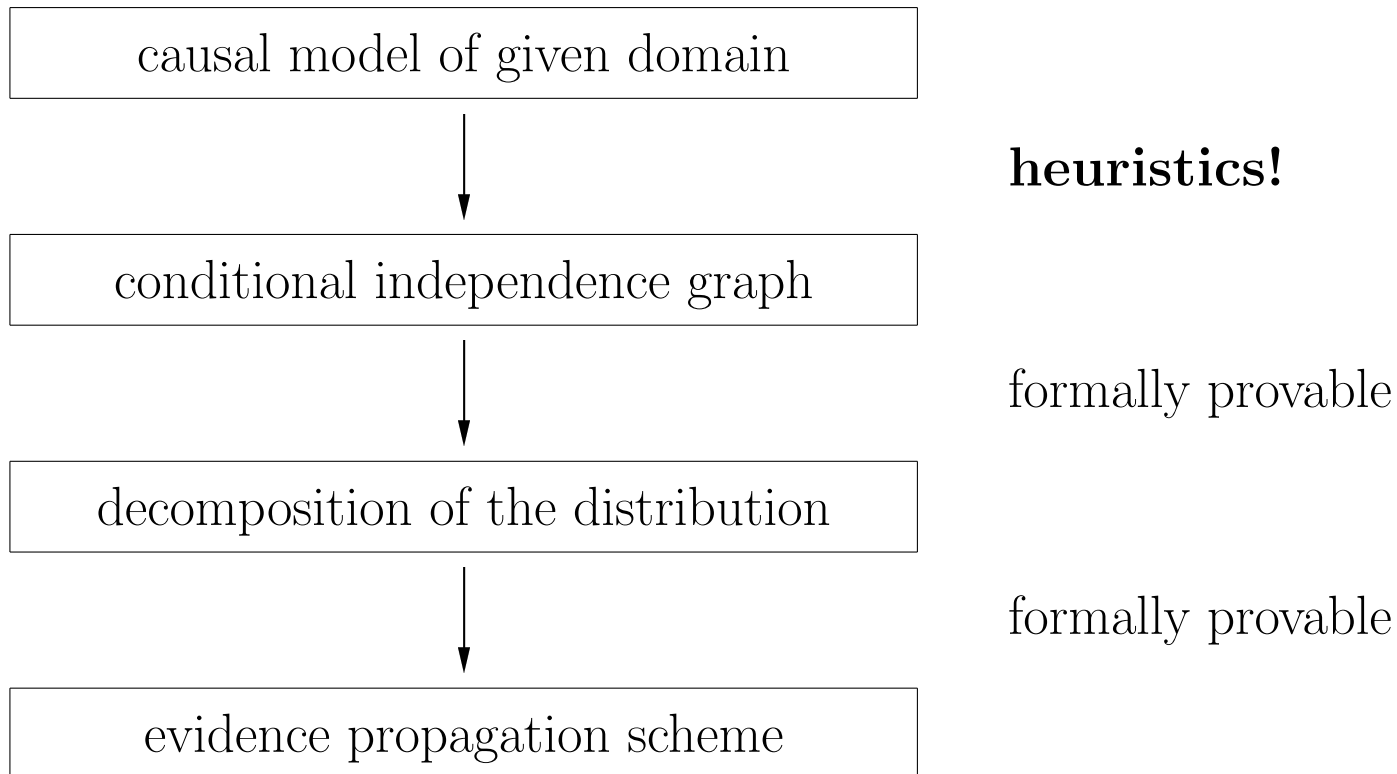 causal model of given domain
heuristics!
conditional independence graph
formally provable
decomposition of the distribution
formally provable
evidence propagation scheme